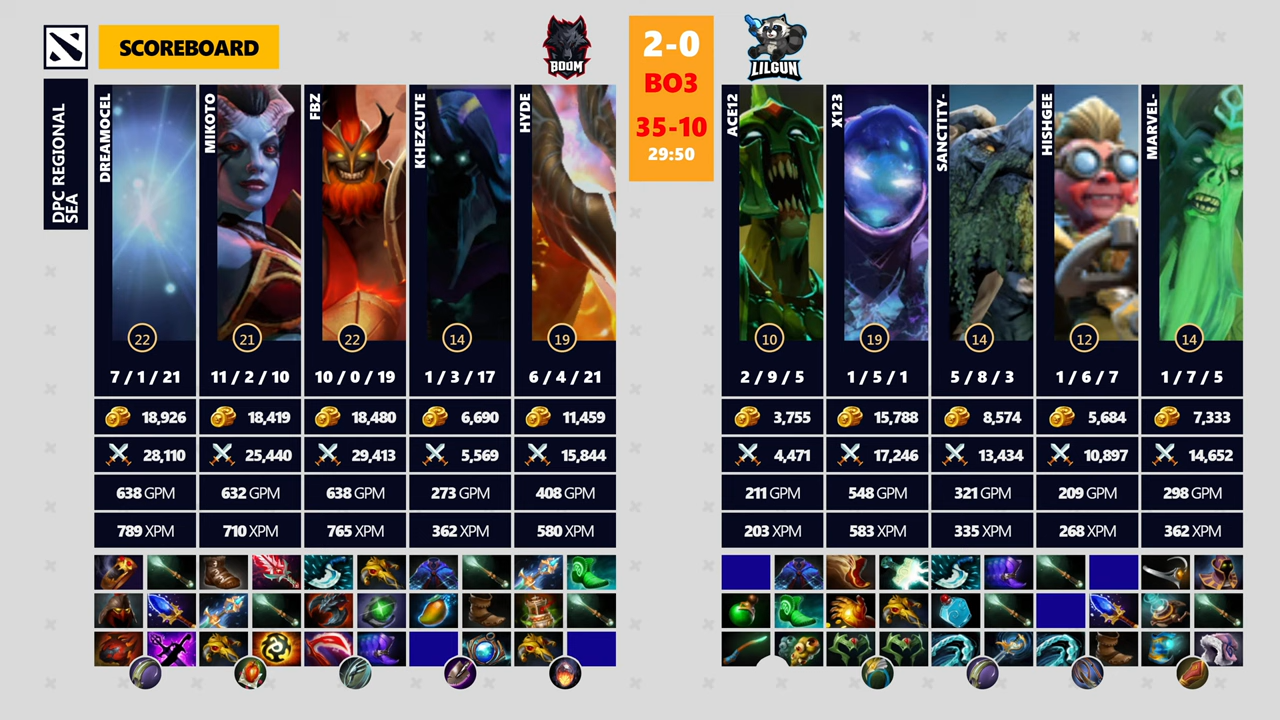 SCOREBOARD
DPC REGIONAL
SEA
BOOM
2-0
BO3
35-10
29:50
LILGUN
DREAMOCEL
MIKOTO
FBZ
KHEZCUTE
HYDE
ACE12
X123
SANCTITY-
HISHGEE
MARVEL-
22 21 22 14 19 10 19 14 12 14
7 / 1 / 21 11 / 2 / 10 10 / 0 / 19 1 / 3 / 17 6 / 4 / 21 2 / 9 / 5 1 / 5 / 1 5 / 8 / 3 1 / 6 / 7 1 / 7 / 5
18,926 18,419 18,480 6,690 11,459 3,755 15,788 8,574 5,684 7,333
28,110 25,440 29,413 5,569 15,844 4,471 17,246 13,434 10,897 14,652
638 GPM 632 GPM 638 GPM 273 GPM 408 GPM 211 GPM 548 GPM 321 GPM 209 GPM 298 GPM
789 XPM 710 XPM 765 XPM 362 XPM 580 XPM 203 XPM 583 XPM 335 XPM 268 XPM 362 XPM